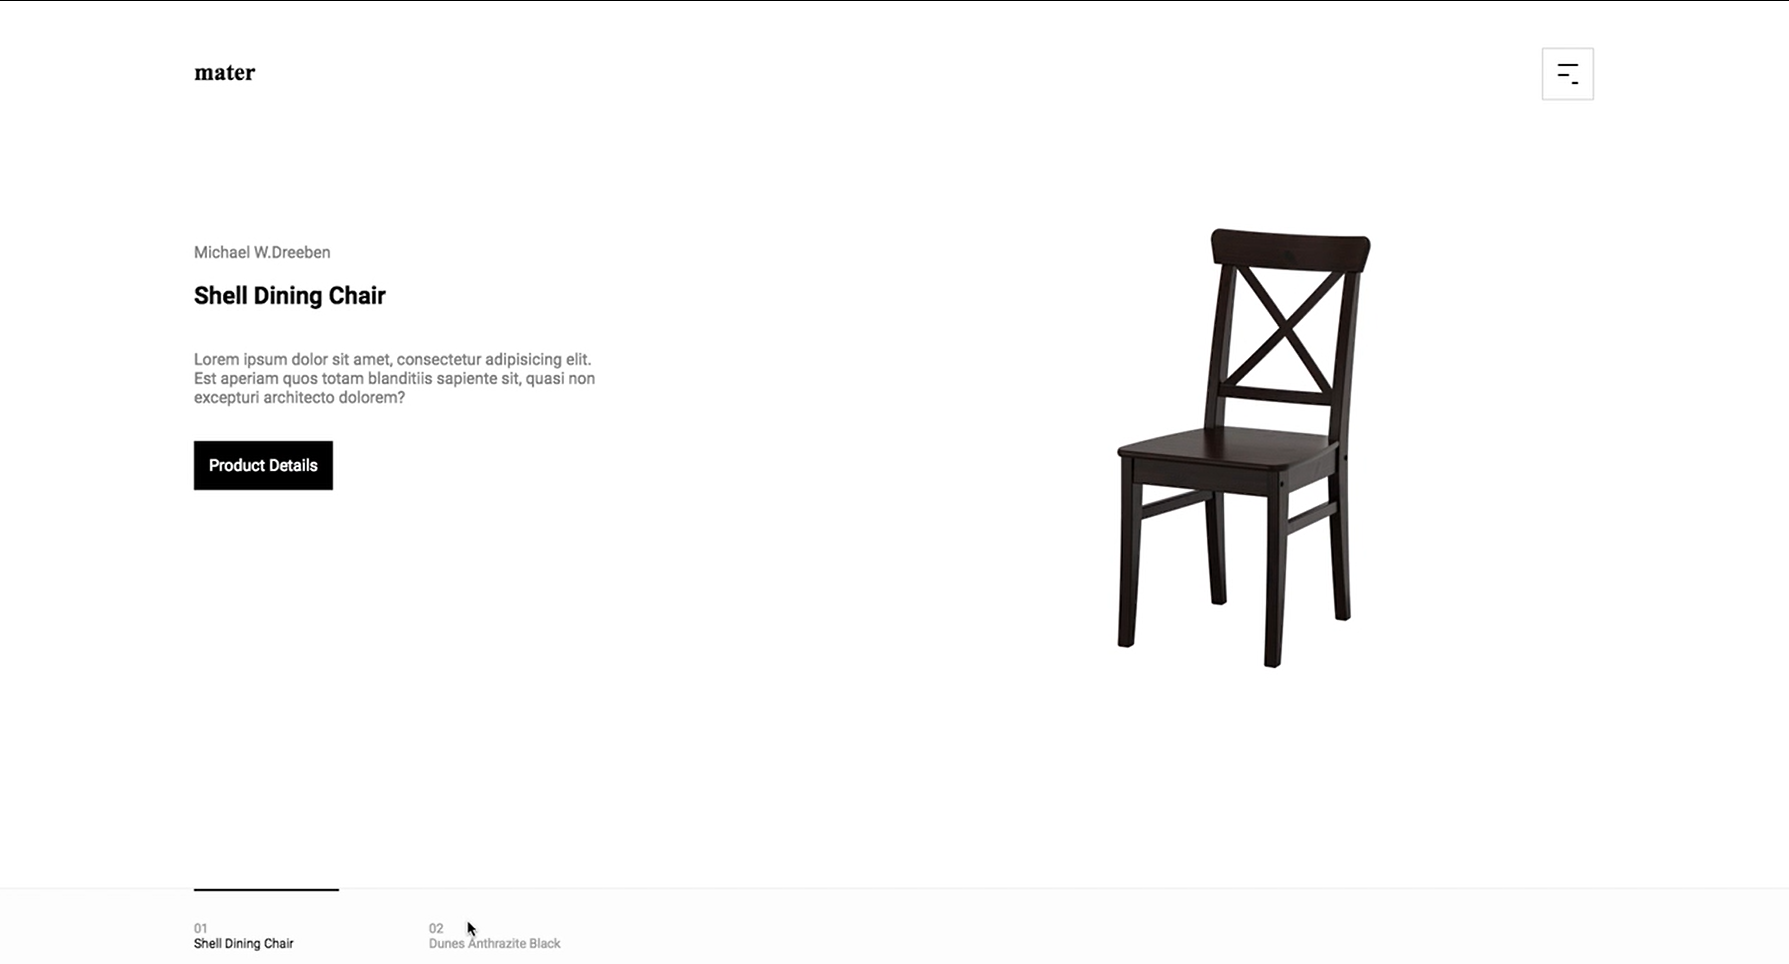 mater
Michael W.Dreeben
Shell Dining Chair
Lorem ipsum dolor sit amet, consectetur adipisicing elit.
Est aperiam quos totam blanditiis sapiente sit, quasi non
excepturi architecto dolorem?
Product Details
01
Shell Dining Chair
02
Dunes Anthrazite Black